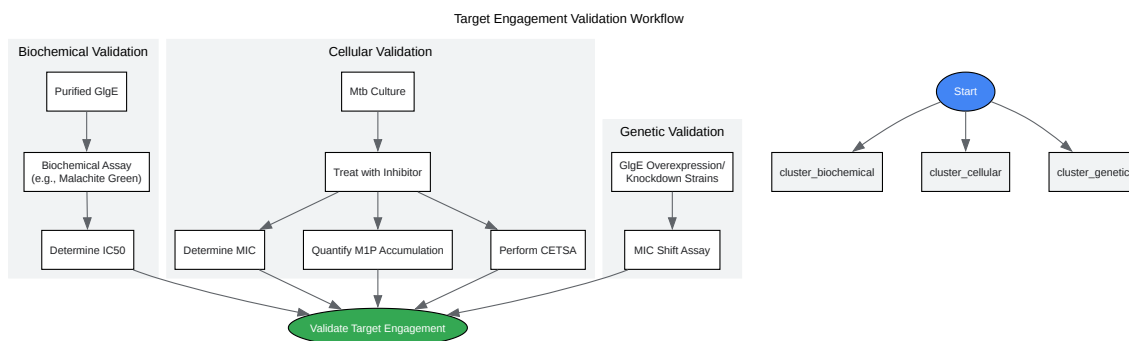 Target Engagement Validation Workflow
Biochemical Validation
Purified GlgE
Biochemical Assay
(e.g., Malachite Green)
Determine IC50
Cellular Validation
Mtb Culture
Treat with Inhibitor
Determine MIC
Quantify M1P Accumulation
Perform CETSA
Genetic Validation
GlgE Overexpression/
Knockdown Strains
MIC Shift Assay
Validate Target Engagement
Start
cluster_biochemical
cluster_cellular
cluster_genetic